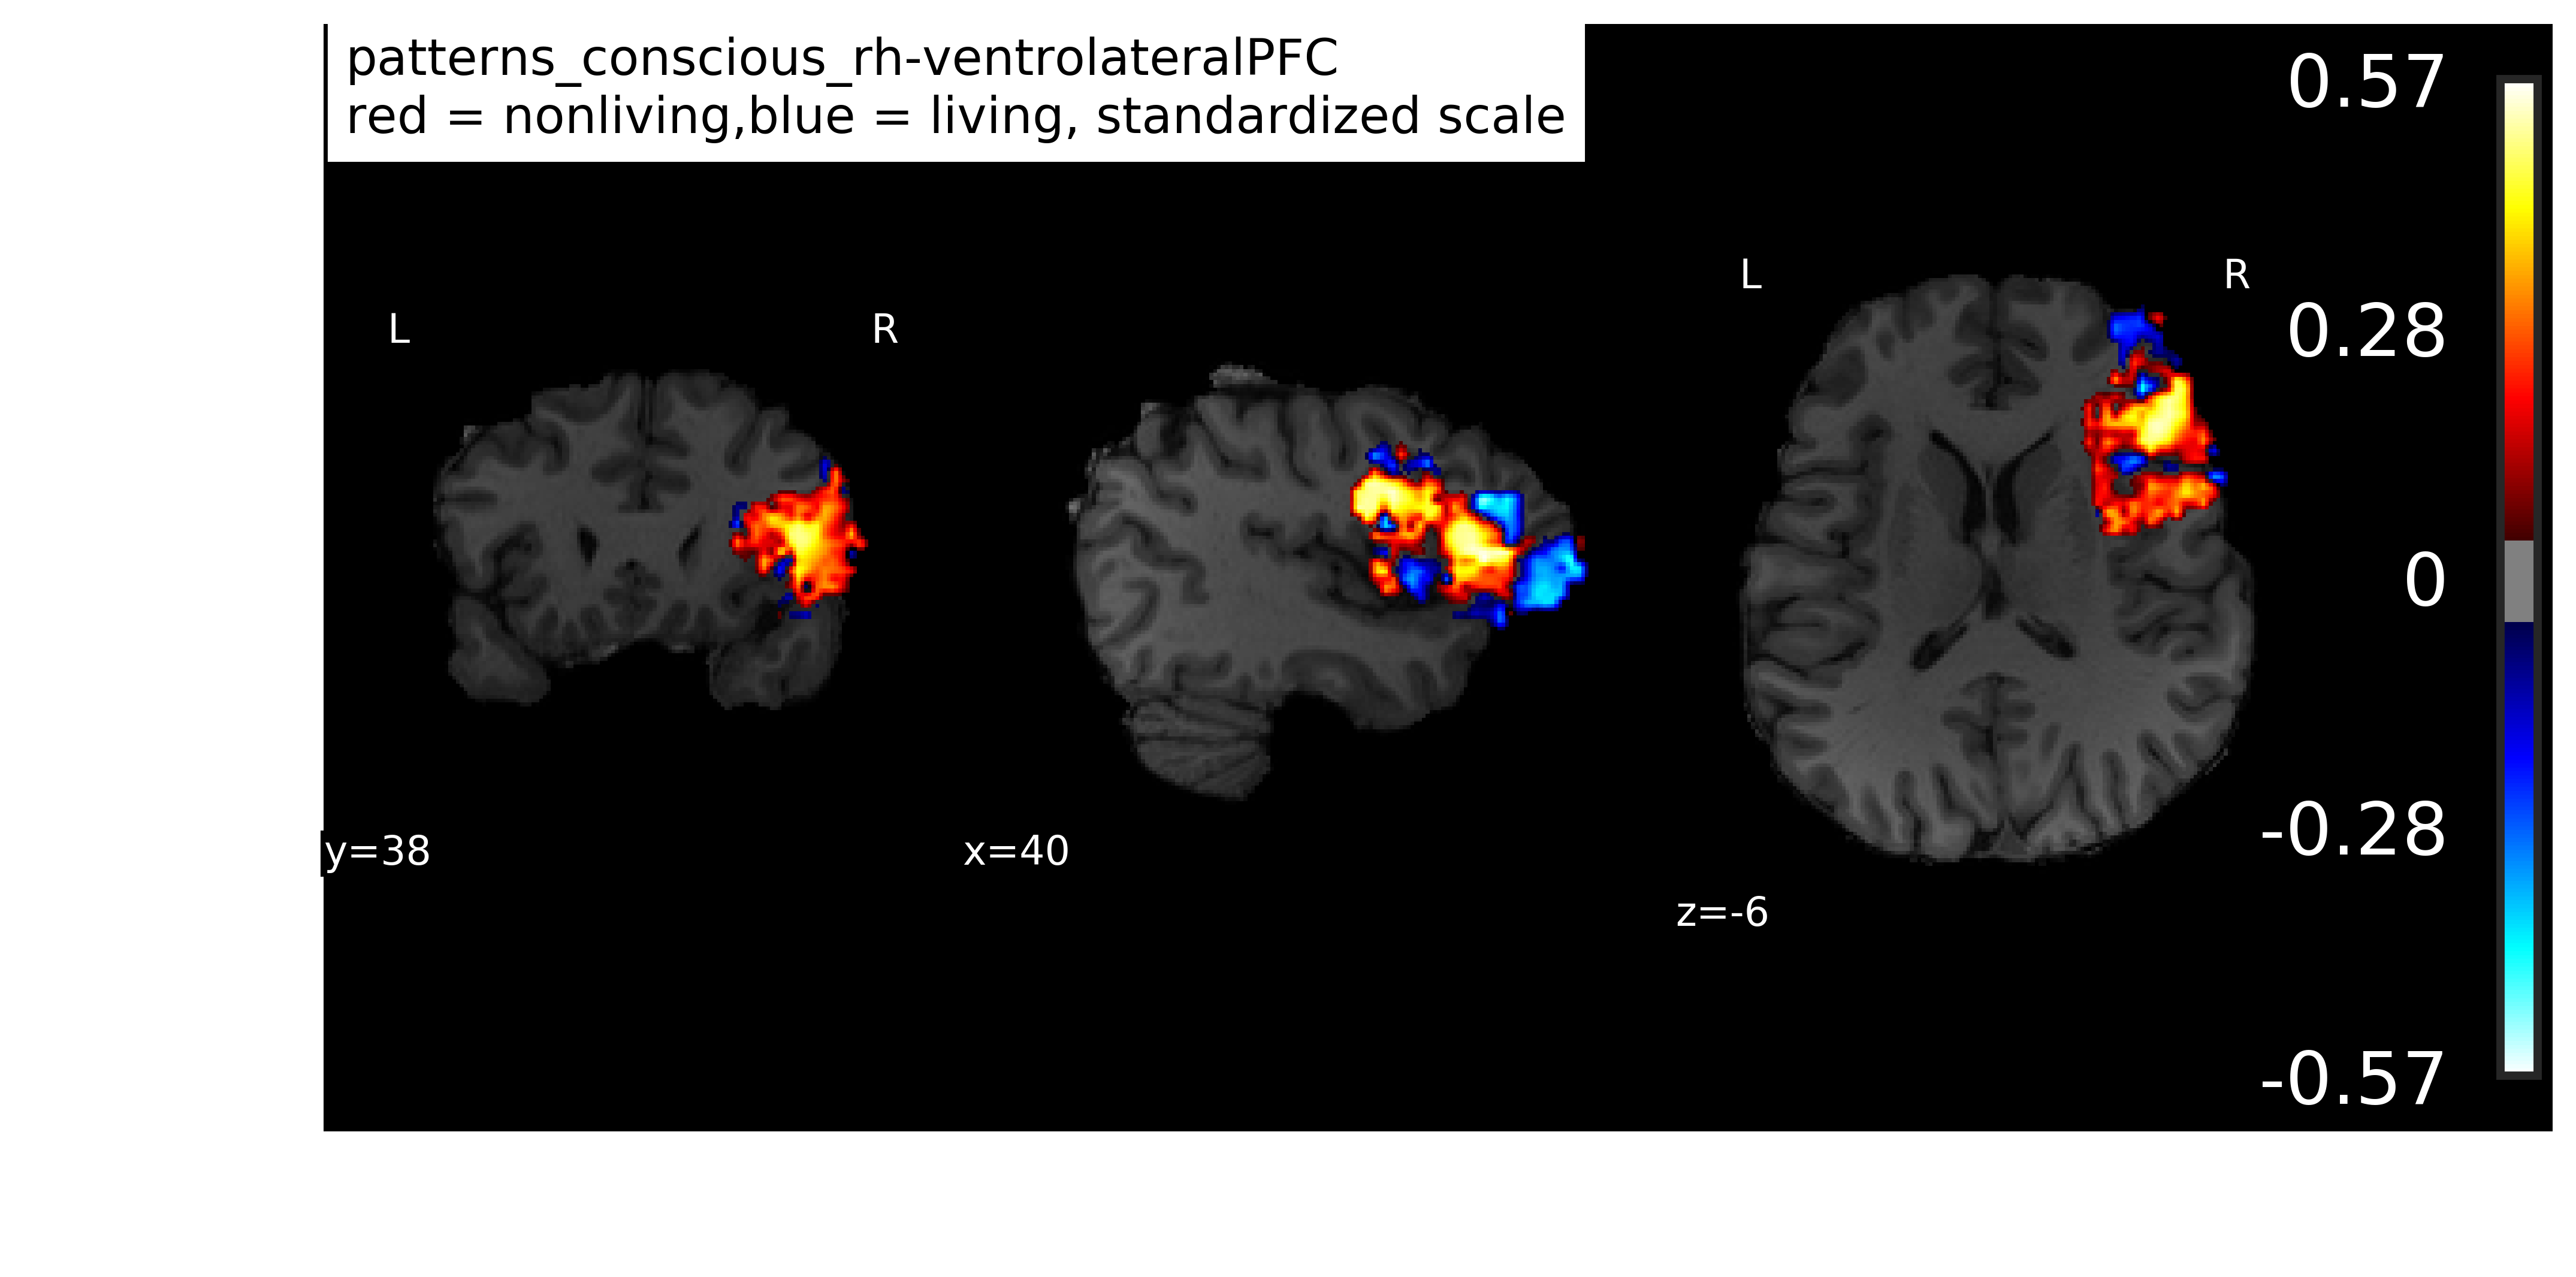 patterns_conscious_rh-ventrolateralPFC
red = nonliving,blue = living, standardized scale
L
R
y=38
x=40
L
R
z=-6
0.57
0.28
0
-0.28
-0.57